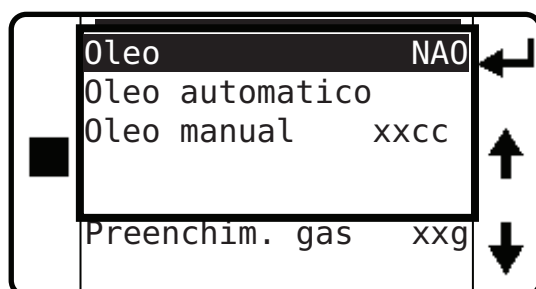 Oleo NAO
Oleo automatico
Oleo manual xxcc
Preenchim. gas xxg